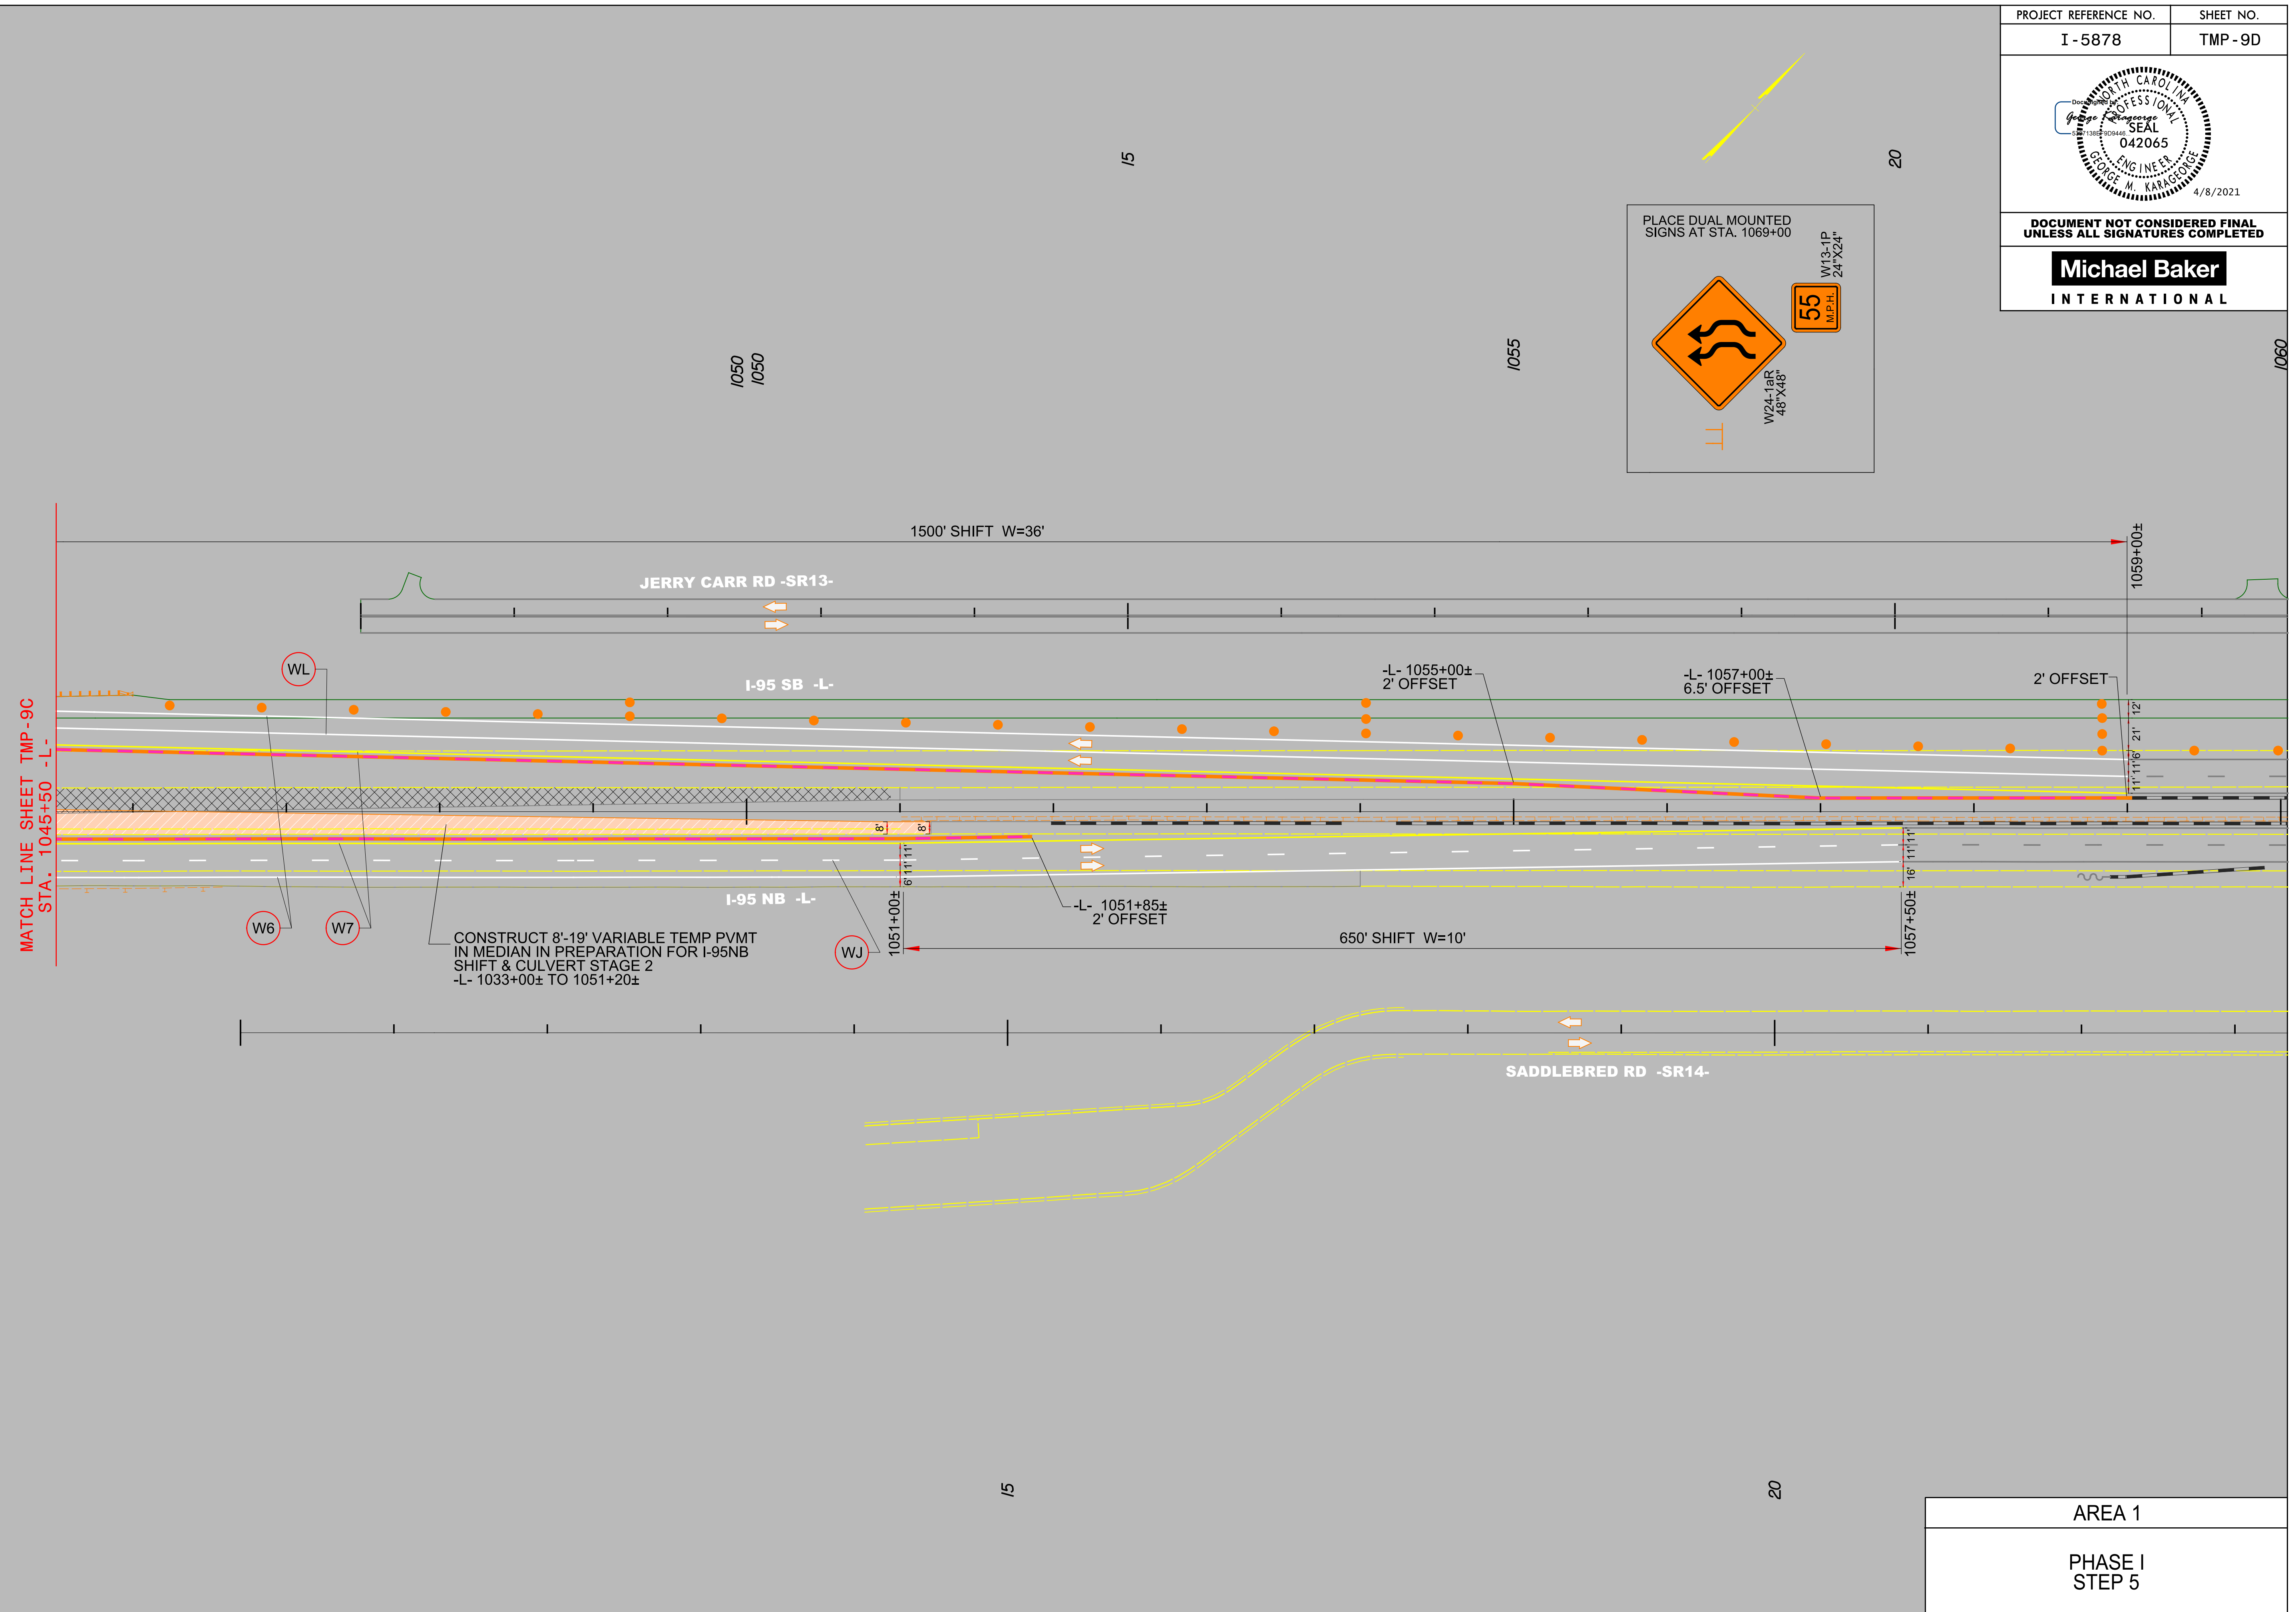 PROJECT REFERENCE NO.
SHEET NO.
I-5878
TMP-9D
NORTH CAROLINA
PROFESSIONAL
SEAL
042065
ENGINEER
GEORGE M. KARAGEORGE
George Karageorge
4/8/2021
DOCUMENT NOT CONSIDERED FINAL
UNLESS ALL SIGNATURES COMPLETED
Michael Baker
INTERNATIONAL
15
20
PLACE DUAL MOUNTED
SIGNS AT STA. 1069+00
W13-1P
24"X24"
55
M.P.H.
W24-1aR
48"X48"
1050
1050
1055
1060
1500' SHIFT W=36'
1059+00±
JERRY CARR RD -SR13-
WL
I-95 SB -L-
-L- 1055+00±
2' OFFSET
-L- 1057+00±
6.5' OFFSET
2' OFFSET
12'
21'
6'
11'
11'
MATCH LINE SHEET TMP-9C
STA. 1045+50 -L-
8'
8'
11'
11'
6'
11'
11'
16'
W6
W7
I-95 NB -L-
WJ
1051+00±
-L- 1051+85±
2' OFFSET
650' SHIFT W=10'
1057+50±
CONSTRUCT 8'-19' VARIABLE TEMP PVMT
IN MEDIAN IN PREPARATION FOR I-95NB
SHIFT & CULVERT STAGE 2
-L- 1033+00± TO 1051+20±
SADDLEBRED RD -SR14-
15
20
AREA 1
PHASE I
STEP 5